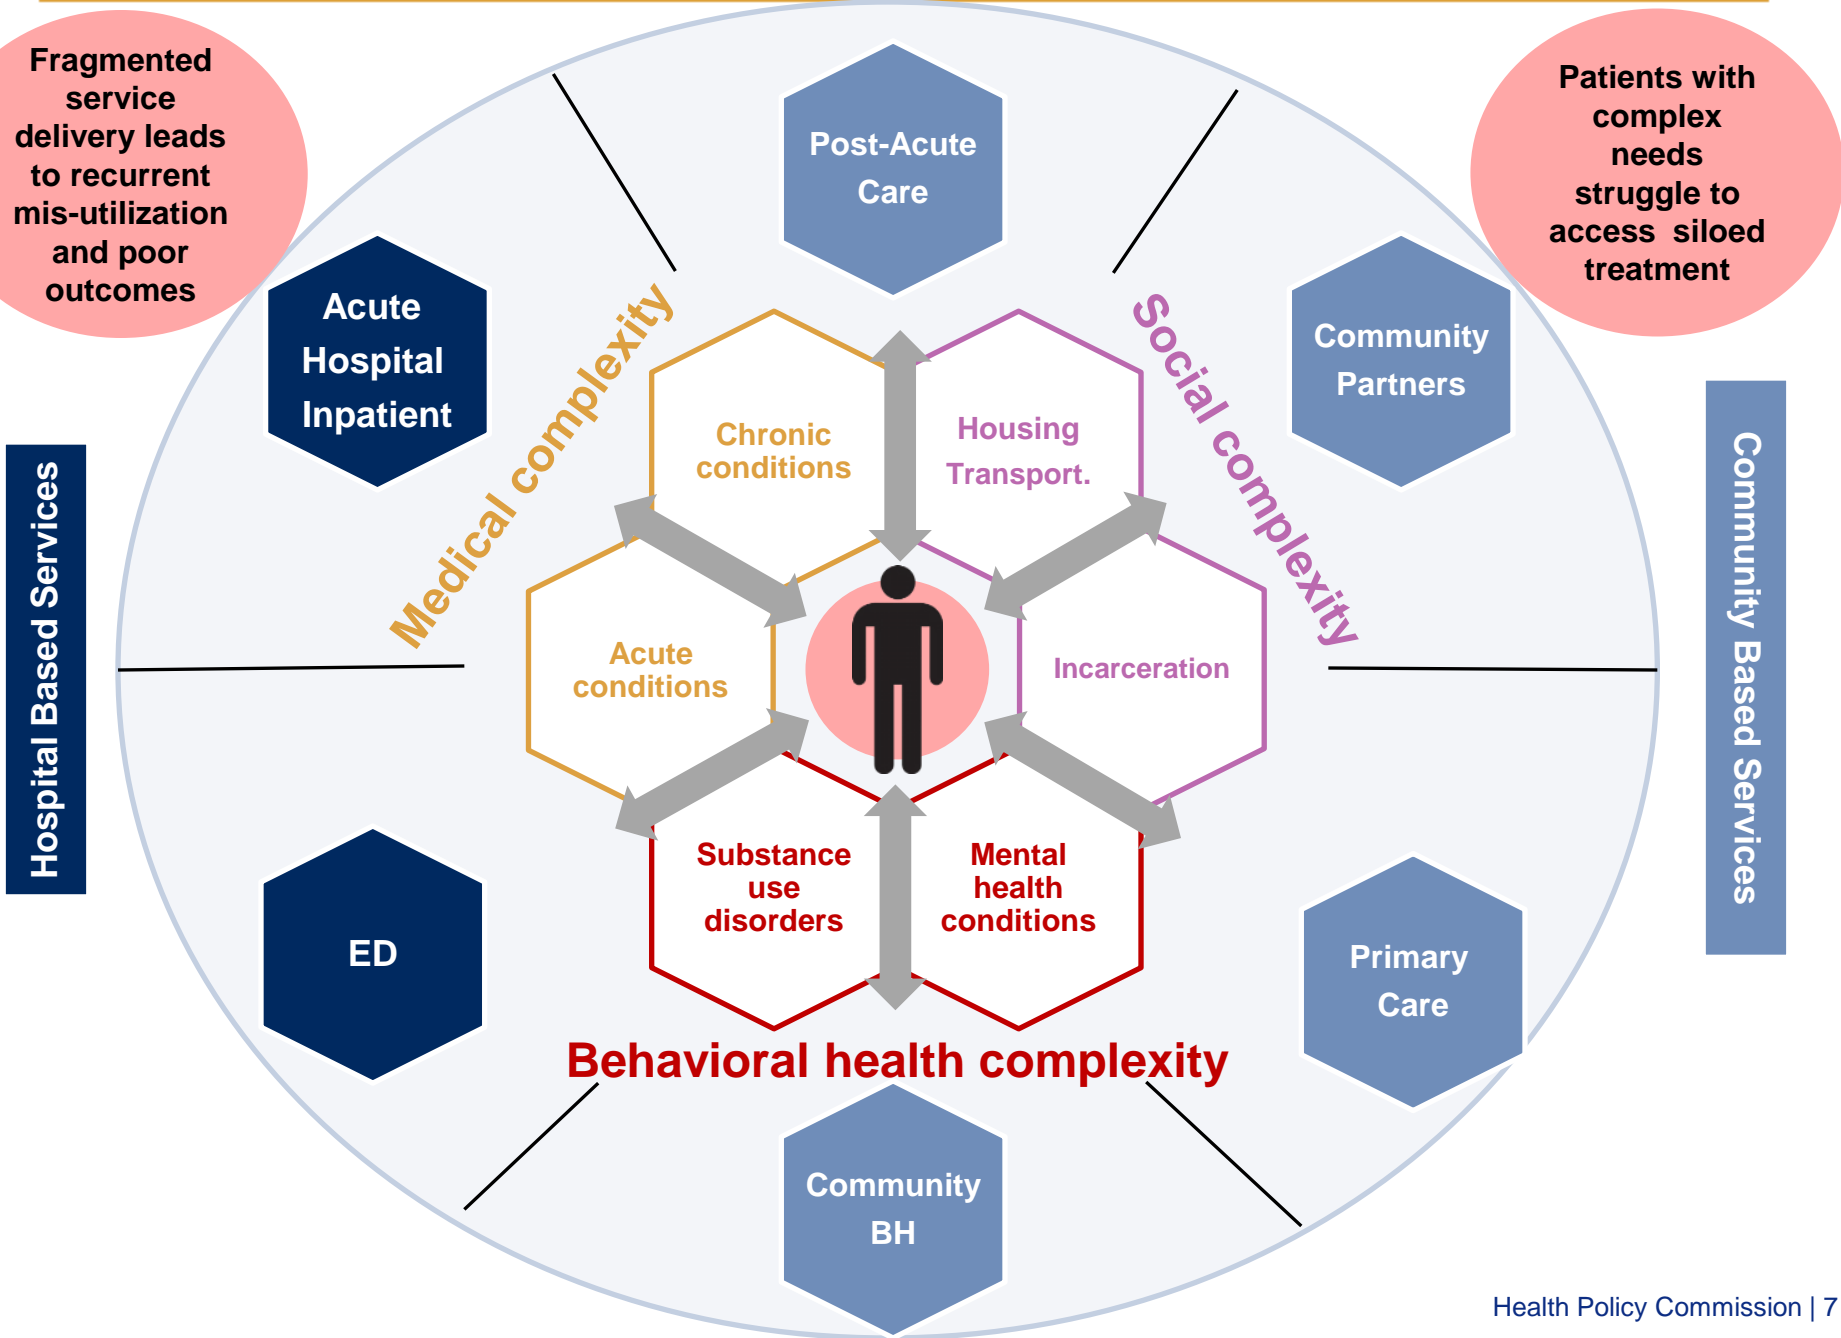 Fragmented
service
delivery leads
to recurrent
mis-utilization
and poor
outcomes
Patients with
complex
needs
struggle to
access siloed
treatment
Post-Acute
Care
Acute
Hospital
Inpatient
Community
Partners
Medical complexity
Social complexity
Chronic
conditions
Housing
Transport.
Hospital Based Services
Community Based Services
Acute
conditions
Incarceration
Substance
use
disorders
Mental
health
conditions
ED
Primary
Care
Behavioral health complexity
Community
BH
Health Policy Commission | 7